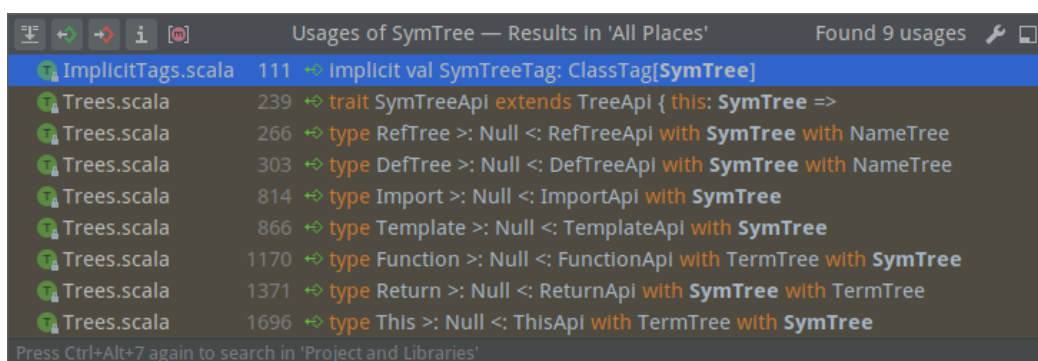 Usages of SymTree — Results in 'All Places' Found 9 usages
ImplicitTags.scala 111 implicit val SymTreeTag: ClassTag[SymTree]
Trees.scala 239 trait SymTreeApi extends TreeApi { this: SymTree =>
Trees.scala 266 type RefTree >: Null <: RefTreeApi with SymTree with NameTree
Trees.scala 303 type DefTree >: Null <: DefTreeApi with SymTree with NameTree
Trees.scala 814 type Import >: Null <: ImportApi with SymTree
Trees.scala 866 type Template >: Null <: TemplateApi with SymTree
Trees.scala 1170 type Function >: Null <: FunctionApi with TermTree with SymTree
Trees.scala 1371 type Return >: Null <: ReturnApi with SymTree with TermTree
Trees.scala 1696 type This >: Null <: ThisApi with TermTree with SymTree
Press Ctrl+Alt+7 again to search in 'Project and Libraries'